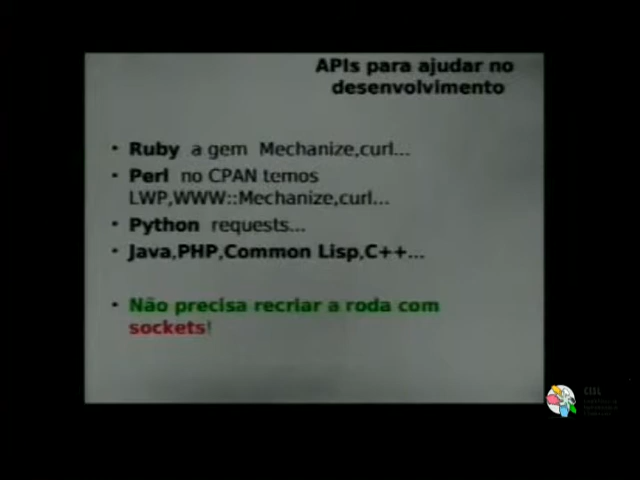 APIs para ajudar no
desenvolvimento
• Ruby a gem Mechanize,curl...
• Perl no CPAN temos
LWP,WWW::Mechanize,curl...
• Python requests...
• Java,PHP,Common Lisp,C++...
• Não precisa recriar a roda com
sockets!